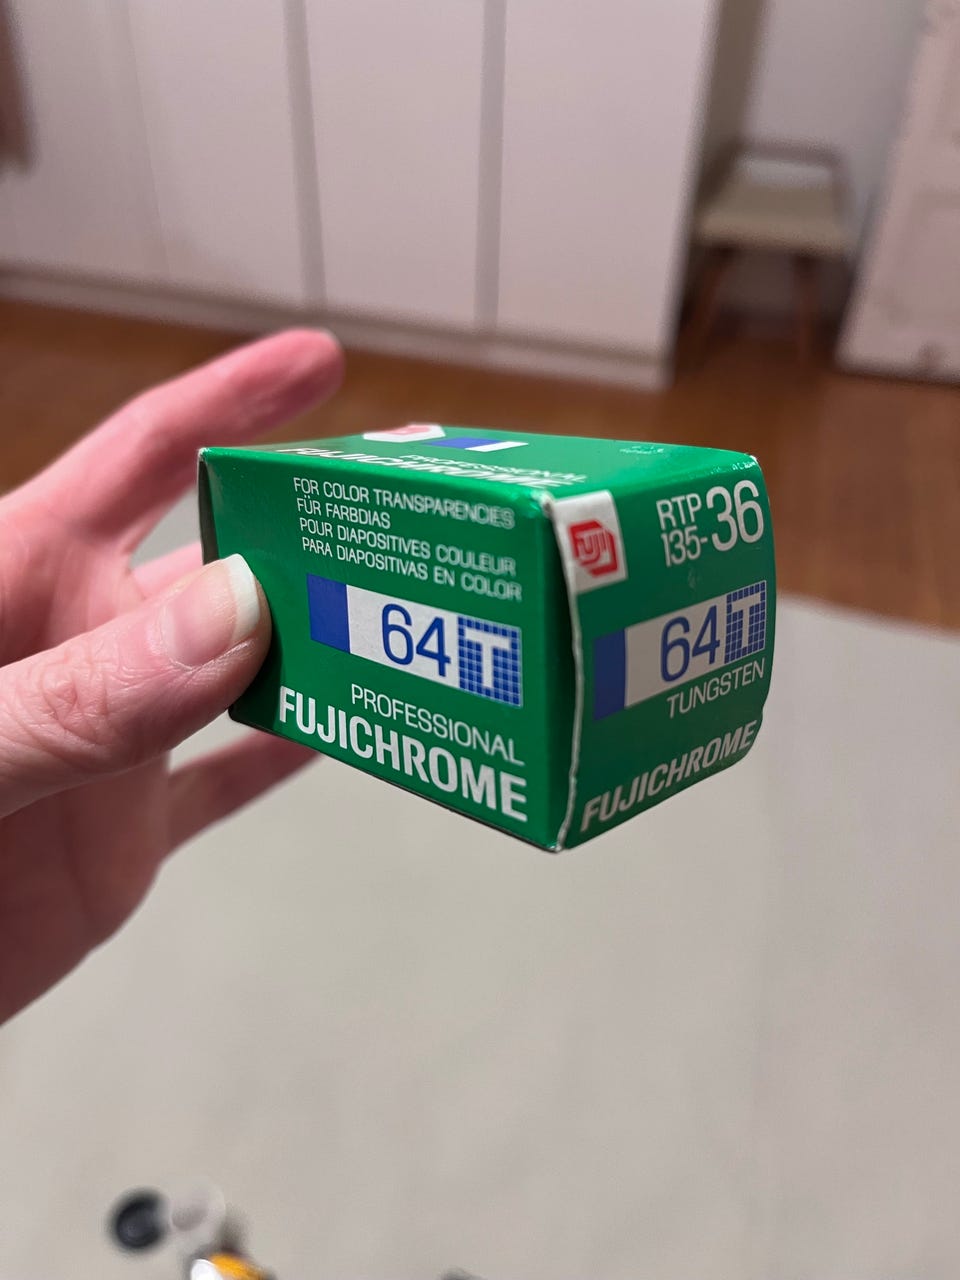 PROFESSIONAL
FUJICHROME
FOR COLOR TRANSPARENCIES
FÜR FARBDIAS
POUR DIAPOSITIVES COULEUR
PARA DIAPOSITIVAS EN COLOR
64T
PROFESSIONAL
FUJICHROME
FUJI
RTP
135-36
64T
TUNGSTEN
FUJICHROME